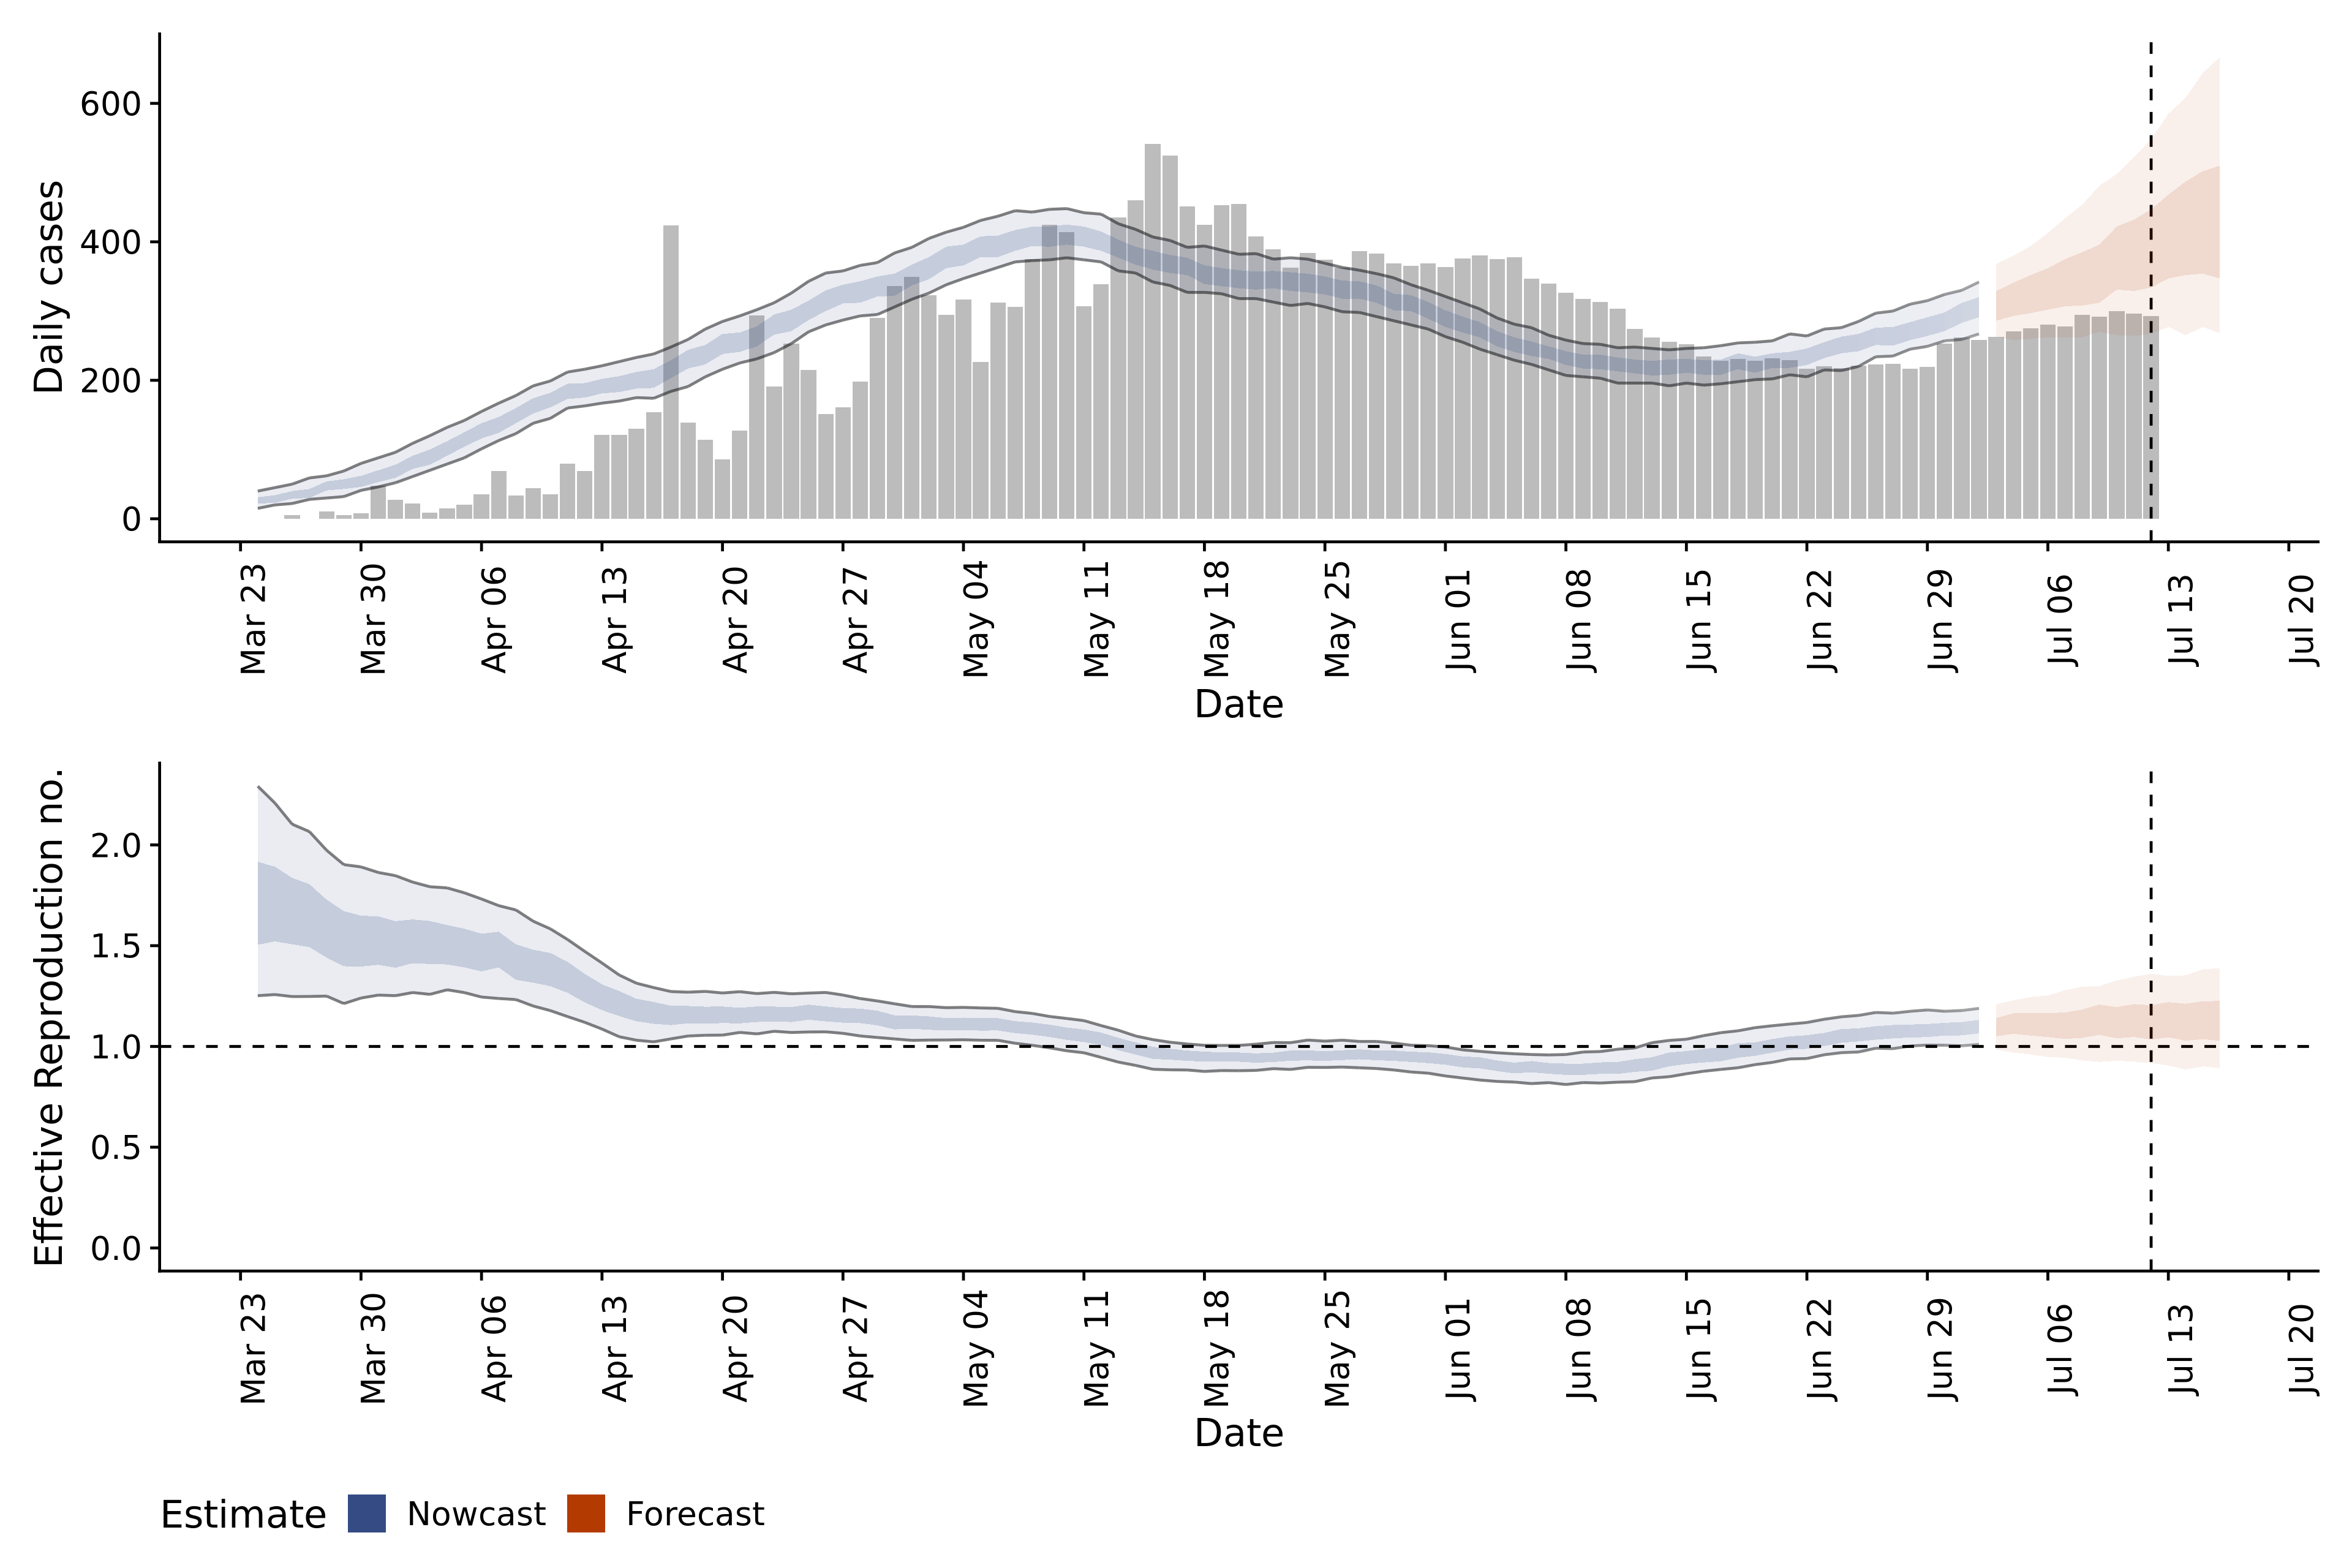 Daily cases
600
400
200
0
Mar 23
Mar 30
Apr 06
Apr 13
Apr 20
Apr 27
May 04
May 11
May 18
May 25
Jun 01
Jun 08
Jun 15
Jun 22
Jun 29
Jul 06
Jul 13
Jul 20
Date
Effective Reproduction no.
2.0
1.5
1.0
0.5
0.0
Mar 23
Mar 30
Apr 06
Apr 13
Apr 20
Apr 27
May 04
May 11
May 18
May 25
Jun 01
Jun 08
Jun 15
Jun 22
Jun 29
Jul 06
Jul 13
Jul 20
Date
Estimate Nowcast Forecast